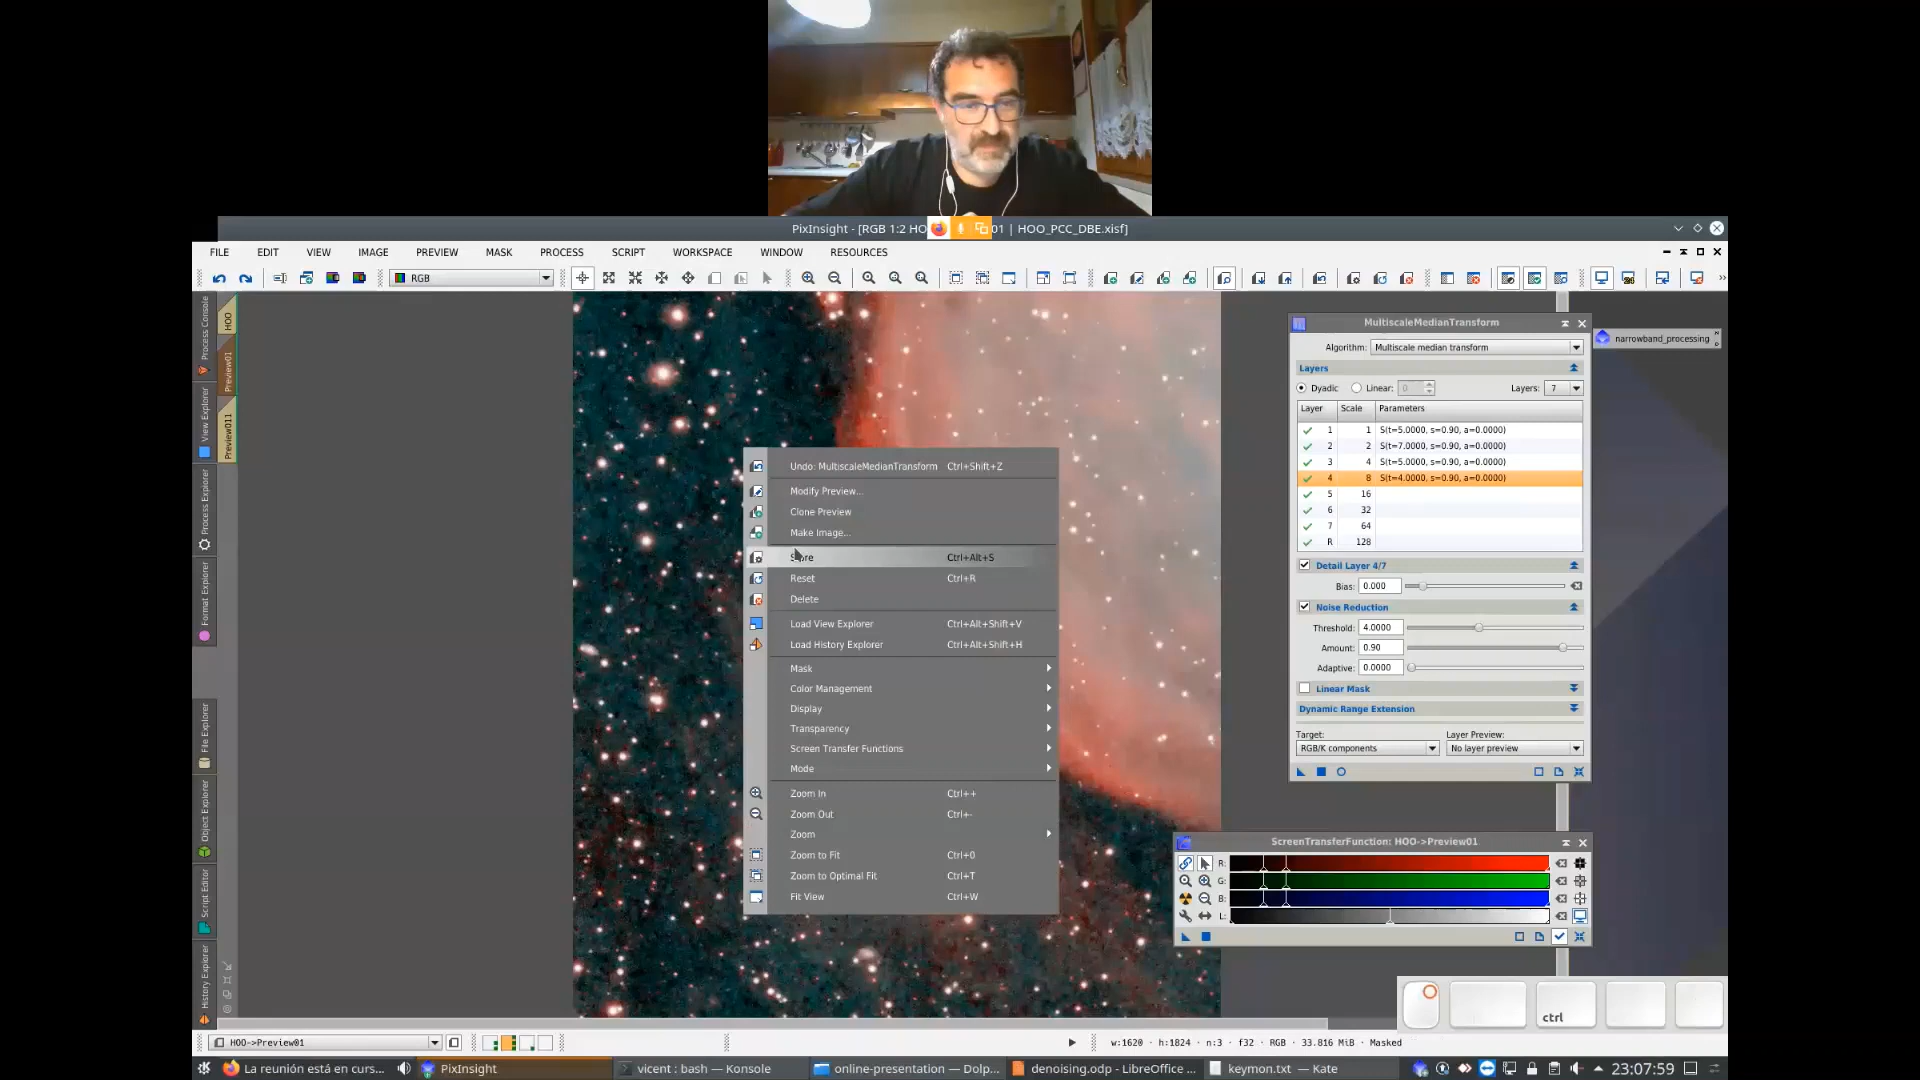 PixInsight - [RGB 1:2 HO
01 | HOO_PCC_DBE.xisf]
FILE EDIT VIEW IMAGE PREVIEW MASK PROCESS SCRIPT WORKSPACE WINDOW RESOURCES
RGB
Process Console
View Explorer
Process Explorer
Format Explorer
File Explorer
Object Explorer
Script Editor
History Explorer
HOO
Preview01
Preview011
Undo: MultiscaleMedianTransform Ctrl+Shift+Z
Modify Preview...
Clone Preview
Make Image...
Ctrl+Alt+S
Reset Ctrl+R
Delete
Load View Explorer Ctrl+Alt+Shift+V
Load History Explorer Ctrl+Alt+Shift+H
Mask
Color Management
Display
Transparency
Screen Transfer Functions
Mode
Zoom In Ctrl++
Zoom Out Ctrl+-
Zoom
Zoom to Fit Ctrl+0
Zoom to Optimal Fit Ctrl+T
Fit View Ctrl+W
MultiscaleMedianTransform
Algorithm: Multiscale median transform
Layers
Dyadic Linear: 0 Layers: 7
Layer Scale Parameters
1 1 S(t=5.0000, s=0.90, a=0.0000)
2 2 S(t=7.0000, s=0.90, a=0.0000)
3 4 S(t=5.0000, s=0.90, a=0.0000)
4 8 S(t=4.0000, s=0.90, a=0.0000)
5 16
6 32
7 64
R 128
Detail Layer 4/7
Bias: 0.000
Noise Reduction
Threshold: 4.0000
Amount: 0.90
Adaptive: 0.0000
Linear Mask
Dynamic Range Extension
Target: Layer Preview:
RGB/K components No layer preview
narrowband_processing
ScreenTransferFunction: HOO->Preview01
R:
G:
B:
L:
ctrl
HOO->Preview01
w:1620 · h:1824 · n:3 · f32 · RGB · 33.816 MiB · Masked
La reunión está en curs...
PixInsight
vicent : bash — Konsole
online-presentation — Dolp...
denoising.odp - LibreOffice ...
keymon.txt — Kate
23:07:59